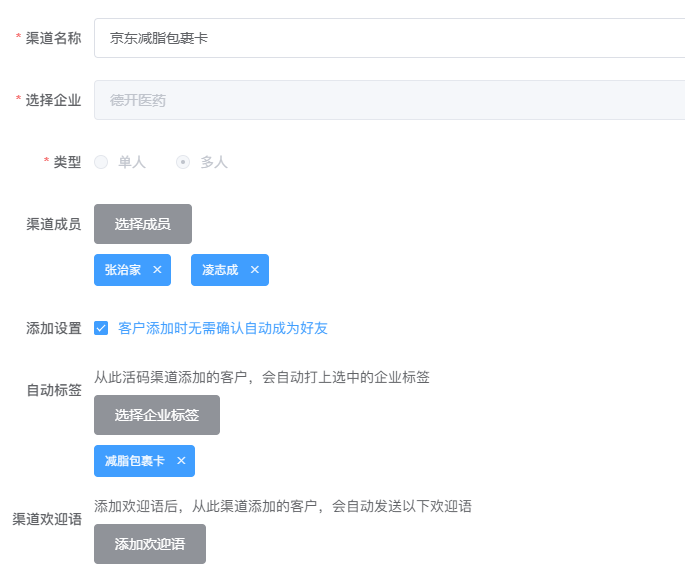 * 渠道名称 京东减脂包裹卡
* 选择企业 德开医药
* 类型 单人 多人
渠道成员 选择成员
张治家 × 凌志成 ×
添加设置 客户添加时无需确认自动成为好友
从此活码渠道添加的客户，会自动打上选中的企业标签
自动标签
选择企业标签
减脂包裹卡 ×
添加欢迎语后，从此渠道添加的客户，会自动发送以下欢迎语
渠道欢迎语
添加欢迎语